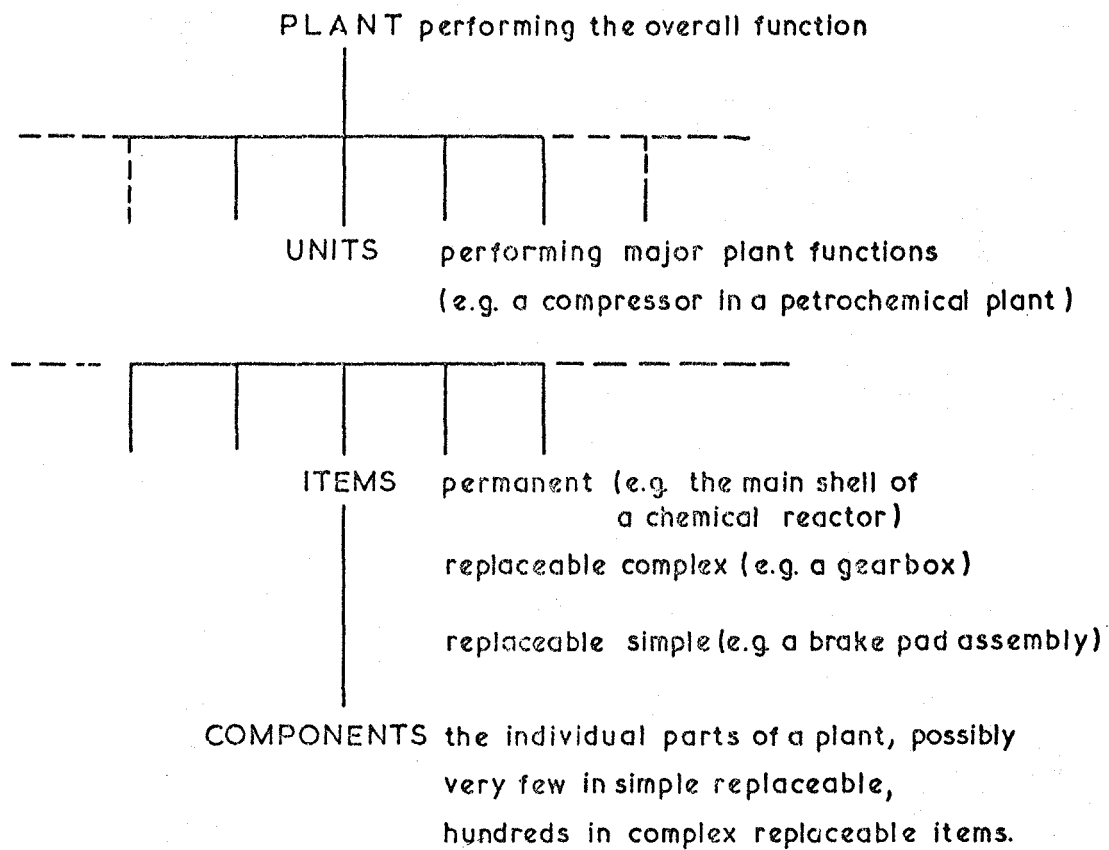 PLANT performing the overall function
UNITS performing major plant functions
(e.g. a compressor in a petrochemical plant)
ITEMS permanent (e.g. the main shell of
a chemical reactor)
replaceable complex (e.g. a gearbox)
replaceable simple (e.g. a brake pad assembly)
COMPONENTS the individual parts of a plant, possibly
very few in simple replaceable,
hundreds in complex replaceable items.